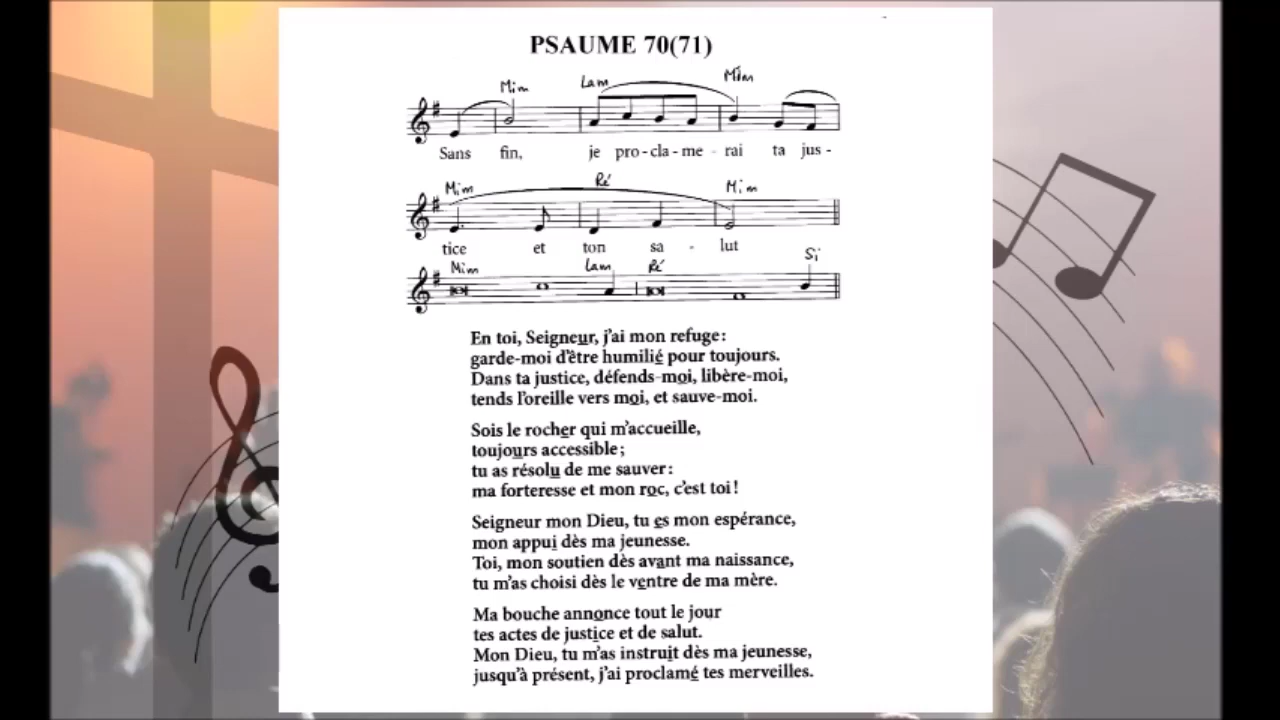 PSAUME 70(71)
Mim Lam Mim
Sans fin, je pro-cla-me-rai ta jus-
Mim Ré Mim
tice et ton sa-lut
Mim Lam Ré Si
En toi, Seigneur, j'ai mon refuge :
garde-moi d'être humilié pour toujours.
Dans ta justice, défends-moi, libère-moi,
tends l'oreille vers moi, et sauve-moi.
Sois le rocher qui m'accueille,
toujours accessible ;
tu as résolu de me sauver :
ma forteresse et mon roc, c'est toi !
Seigneur mon Dieu, tu es mon espérance,
mon appui dès ma jeunesse.
Toi, mon soutien dès avant ma naissance,
tu m'as choisi dès le ventre de ma mère.
Ma bouche annonce tout le jour
tes actes de justice et de salut.
Mon Dieu, tu m'as instruit dès ma jeunesse,
jusqu'à présent, j'ai proclamé tes merveilles.